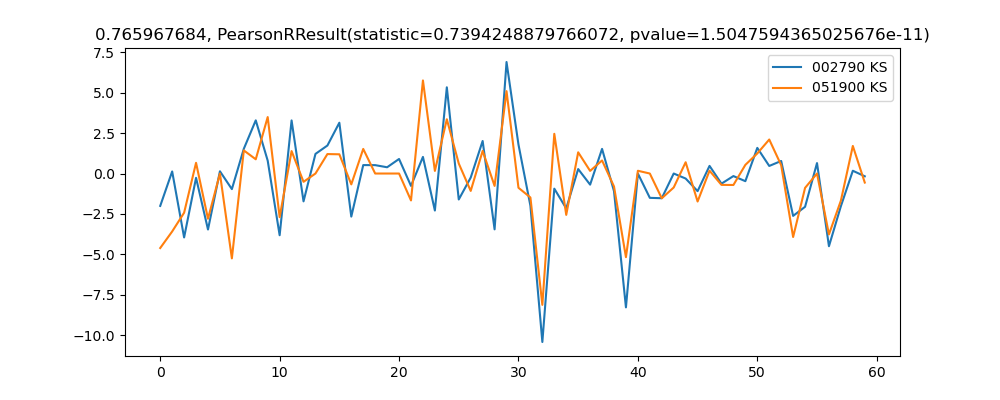 0.765967684, PearsonRResult(statistic=0.7394248879766072, pvalue=1.5047594365025676e-11)
002790 KS
051900 KS
7.5
5.0
2.5
0.0
−2.5
−5.0
−7.5
−10.0
0 10 20 30 40 50 60